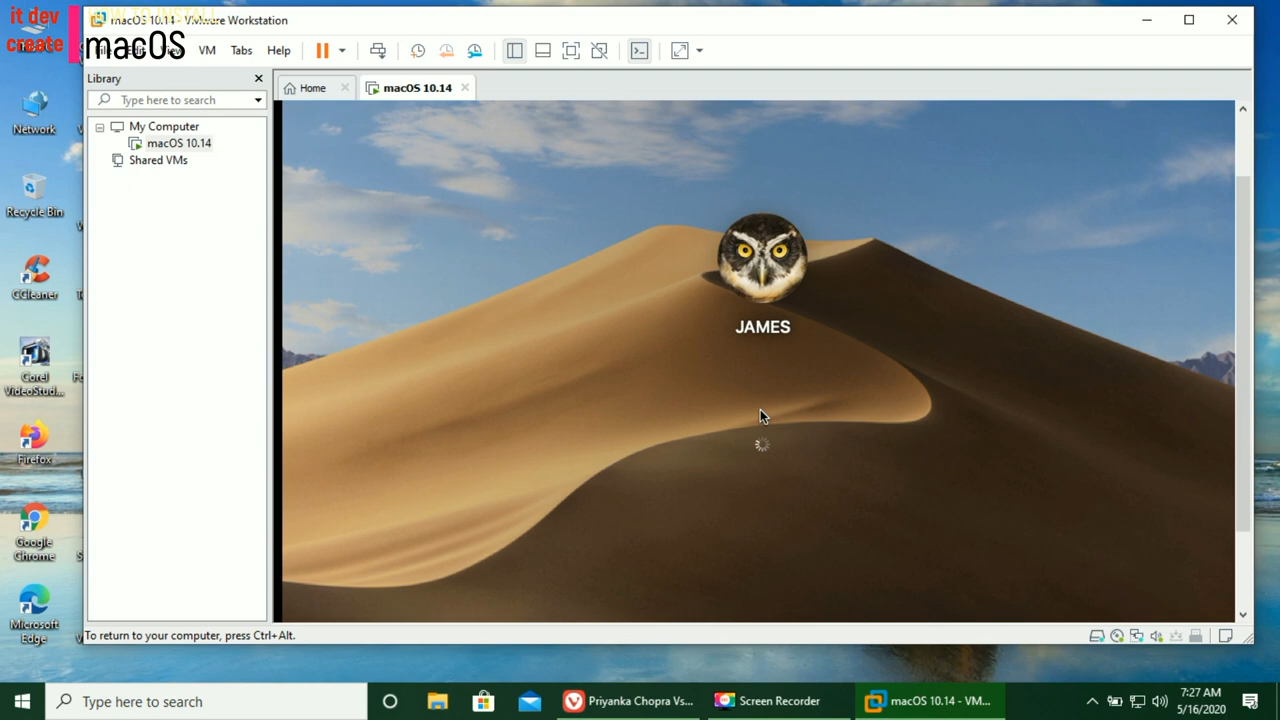 it dev
create
HOW TO INSTALL
macOS
macOS 10.14 - VMware Workstation
VM Tabs Help
Library
Type here to search
My Computer
macOS 10.14
Shared VMs
Home
macOS 10.14
JAMES
Network
Recycle Bin
CCleaner
Corel
VideoStud...
Firefox
Google
Chrome
Microsoft
Edge
To return to your computer, press Ctrl+Alt.
Type here to search
Priyanka Chopra Vs...
Screen Recorder
macOS 10.14 - VM...
7:27 AM
5/16/2020